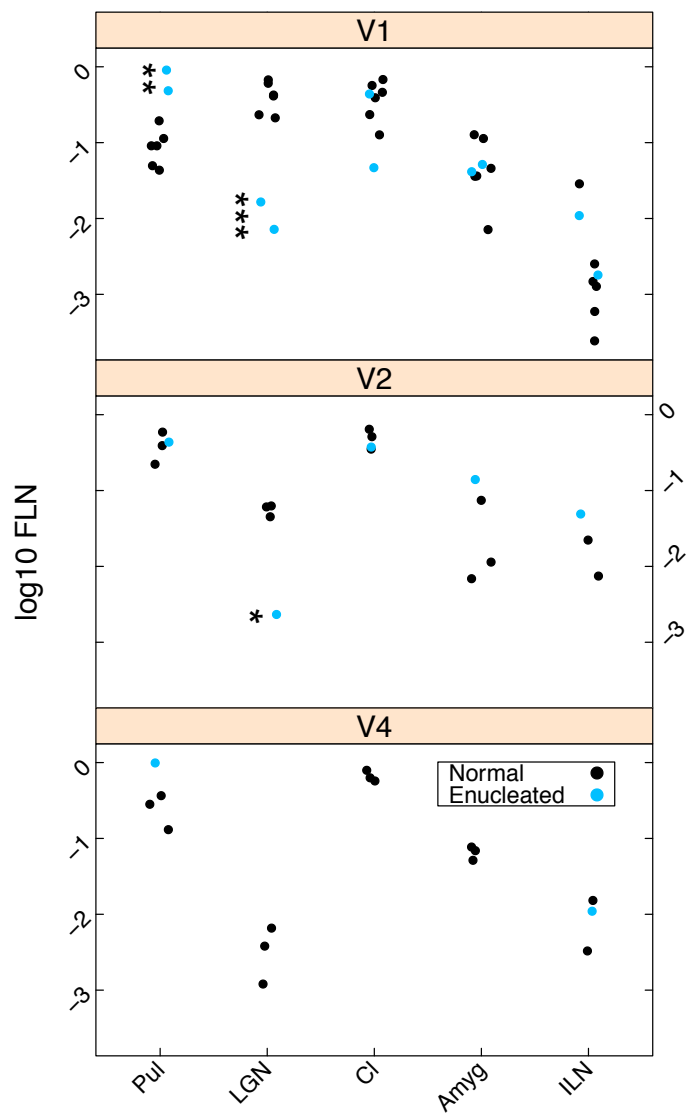 V1
0
-1
-2
-3
**
***
V2
0
-1
-2
-3
*
log10 FLN
V4
0
-1
-2
-3
Normal
Enucleated
Pul
LGN
Cl
Amyg
ILN